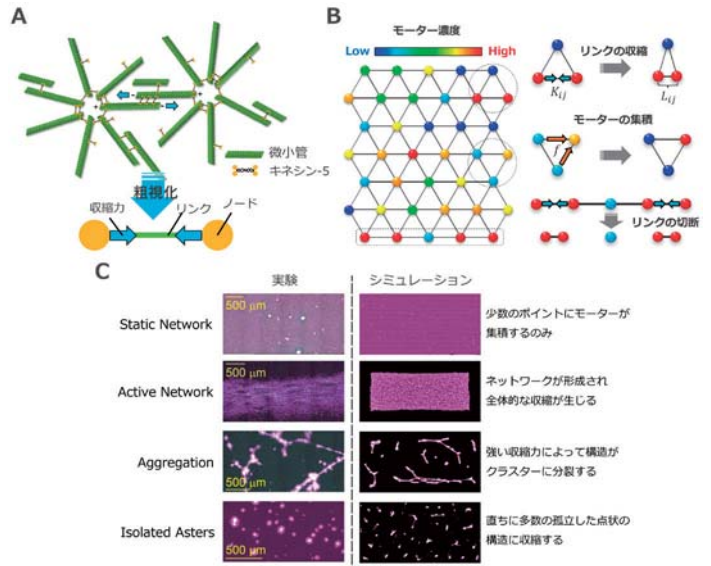 A
+
+
微小管
キネシン-5
粗視化
収縮力
リンク
ノード
B
モーター濃度
Low
High
リンクの収縮
K_ij
L_ij
モーターの集積
f
リンクの切断
C
実験
シミュレーション
Static Network
500 μm
少数のポイントにモーターが
集積するのみ
Active Network
500 μm
ネットワークが形成され
全体的な収縮が生じる
Aggregation
500 μm
強い収縮力によって構造が
クラスターに分裂する
Isolated Asters
500 μm
直ちに多数の孤立した点状の
構造に収縮する